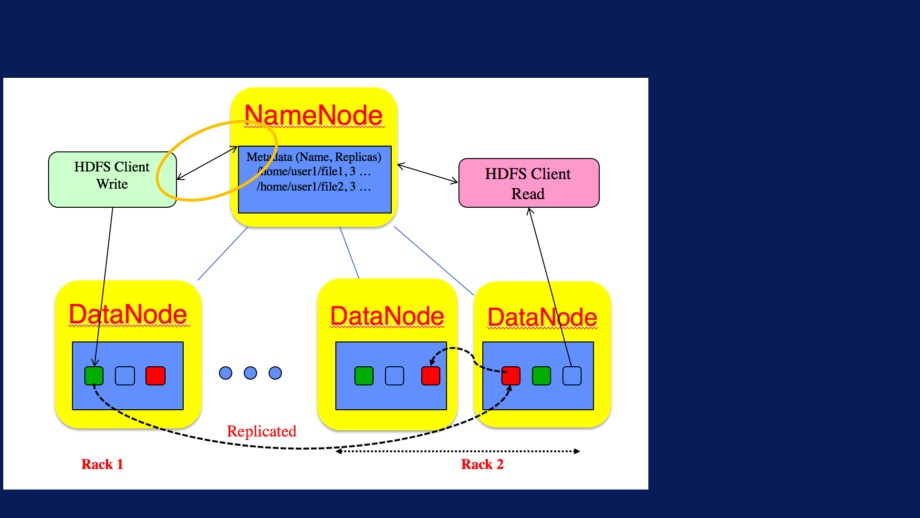 NameNode
Metadata (Name, Replicas)
/home/user1/file1, 3 …
/home/user1/file2, 3 …
HDFS Client
Write
HDFS Client
Read
DataNode
DataNode
DataNode
Replicated
Rack 1
Rack 2